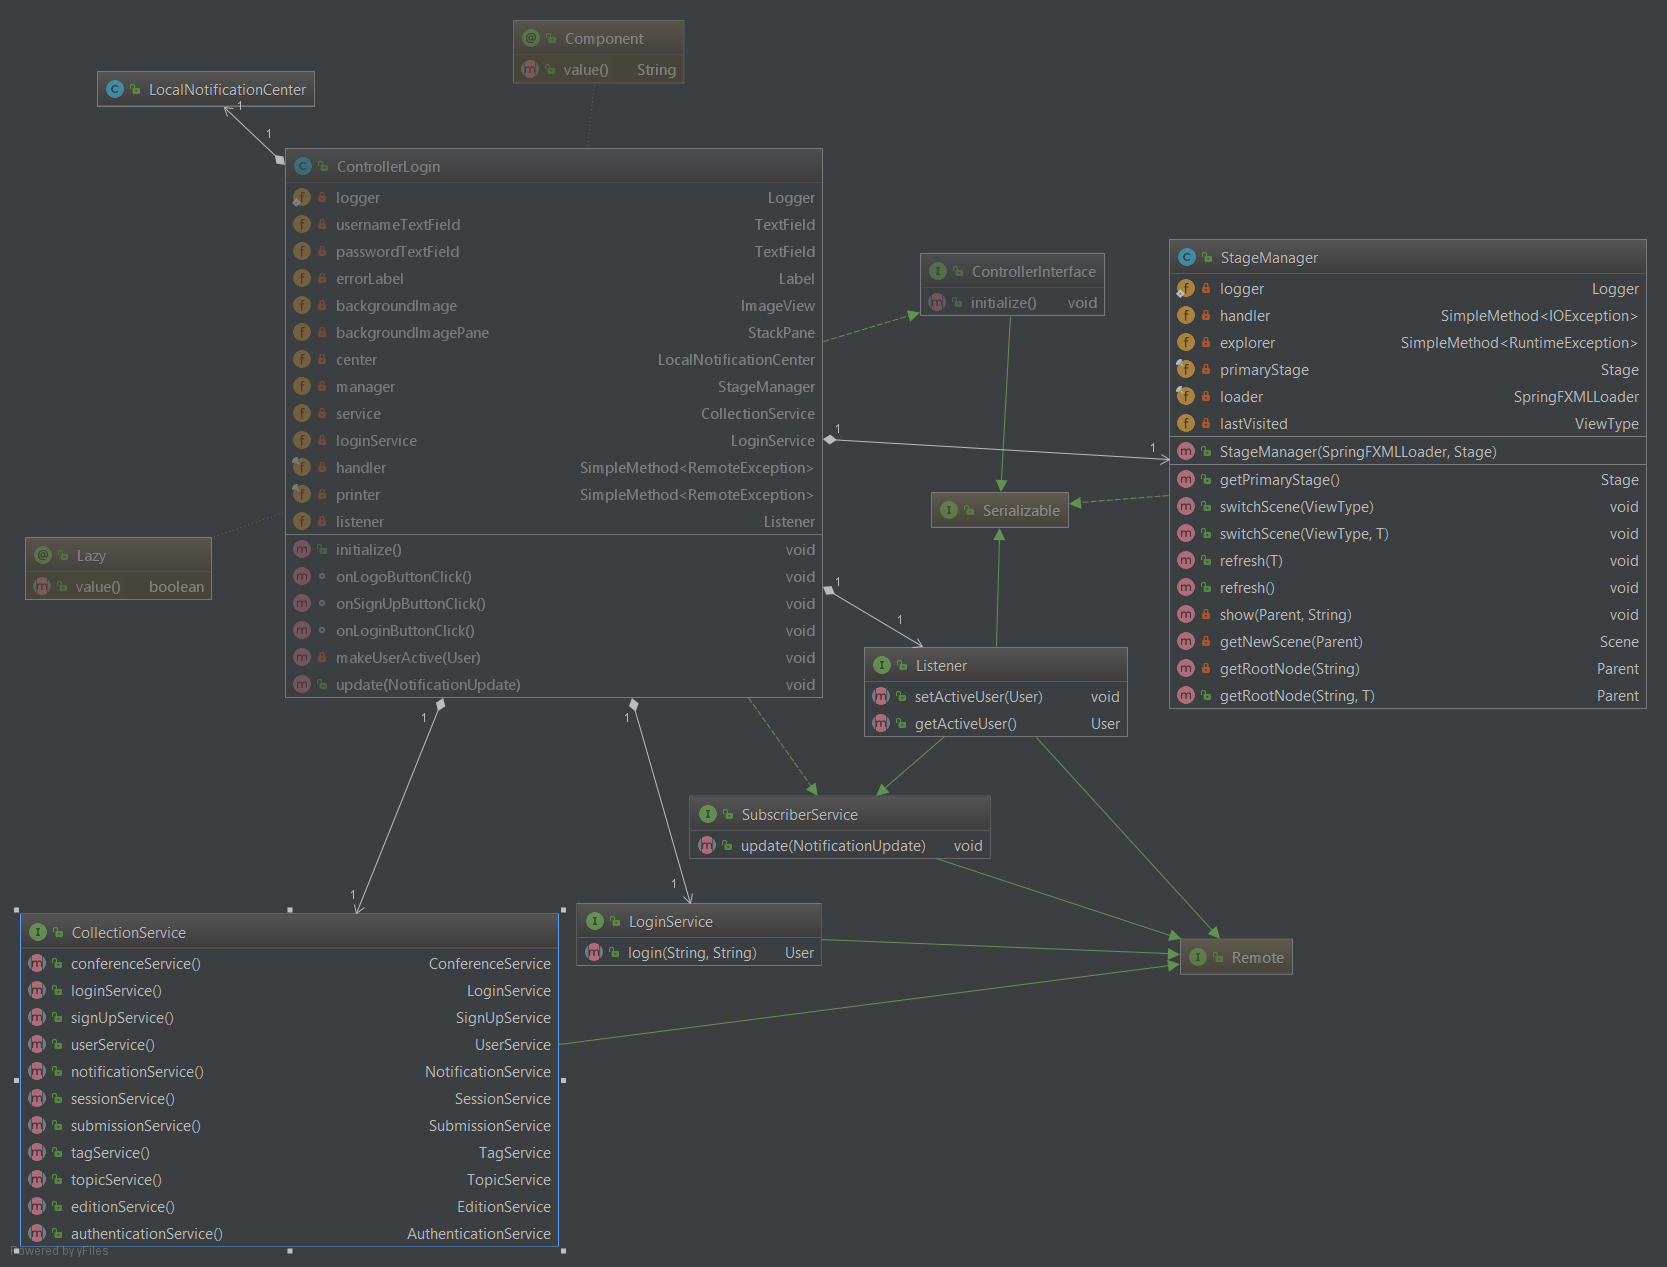 Component
value() String
LocalNotificationCenter
1
1
ControllerLogin
logger Logger
usernameTextField TextField
passwordTextField TextField
errorLabel Label
backgroundImage ImageView
backgroundImagePane StackPane
center LocalNotificationCenter
manager StageManager
service CollectionService
loginService LoginService
handler SimpleMethod<RemoteException>
printer SimpleMethod<RemoteException>
listener Listener
initialize() void
onLogoButtonClick() void
onSignUpButtonClick() void
onLoginButtonClick() void
makeUserActive(User) void
update(NotificationUpdate) void
ControllerInterface
initialize() void
StageManager
logger Logger
handler SimpleMethod<IOException>
explorer SimpleMethod<RuntimeException>
primaryStage Stage
loader SpringFXMLLoader
lastVisited ViewType
StageManager(SpringFXMLLoader, Stage)
getPrimaryStage() Stage
switchScene(ViewType) void
switchScene(ViewType, T) void
refresh(T) void
refresh() void
show(Parent, String) void
getNewScene(Parent) Scene
getRootNode(String) Parent
getRootNode(String, T) Parent
1
1
Serializable
Lazy
value() boolean
1
1
Listener
setActiveUser(User) void
getActiveUser() User
1
1
SubscriberService
update(NotificationUpdate) void
1
1
LoginService
login(String, String) User
Remote
CollectionService
conferenceService() ConferenceService
loginService() LoginService
signUpService() SignUpService
userService() UserService
notificationService() NotificationService
sessionService() SessionService
submissionService() SubmissionService
tagService() TagService
topicService() TopicService
editionService() EditionService
authenticationService() AuthenticationService
Powered by yFiles